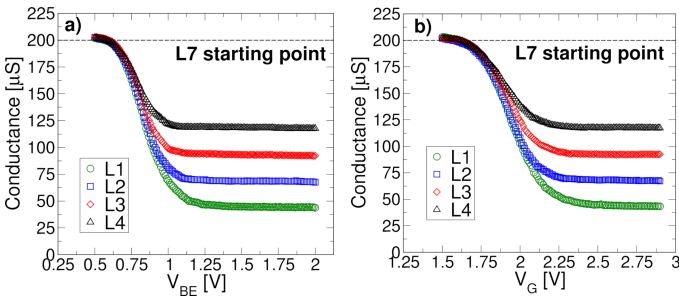 a)
L7 starting point
Conductance [µS]
225
200
175
150
125
100
75
50
25
0
L1
L2
L3
L4
0.25 0.5 0.75 1 1.25 1.5 1.75 2
V_BE [V]
b)
L7 starting point
Conductance [µS]
225
200
175
150
125
100
75
50
25
0
L1
L2
L3
L4
1.25 1.5 1.75 2 2.25 2.5 2.75 3
V_G [V]